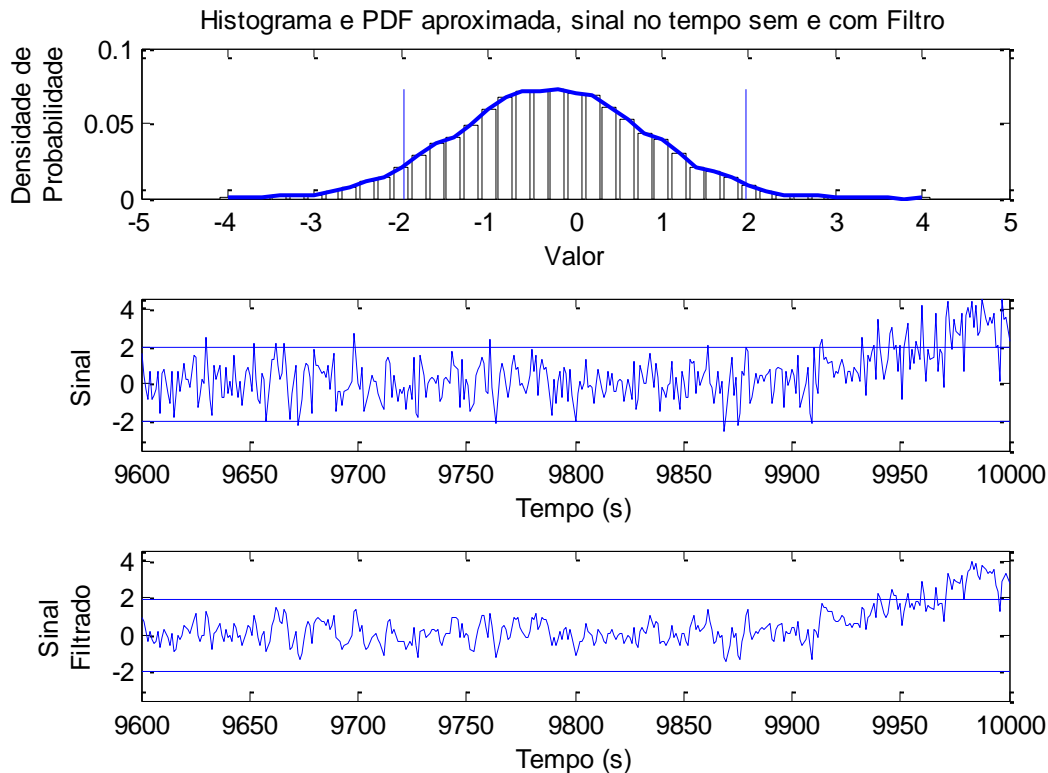 Histograma e PDF aproximada, sinal no tempo sem e com Filtro
Densidade de
Probabilidade
0.1
0.05
0
-5 -4 -3 -2 -1 0 1 2 3 4 5
Valor
Sinal
4
2
0
-2
9600 9650 9700 9750 9800 9850 9900 9950 10000
Tempo (s)
Sinal
Filtrado
4
2
0
-2
9600 9650 9700 9750 9800 9850 9900 9950 10000
Tempo (s)